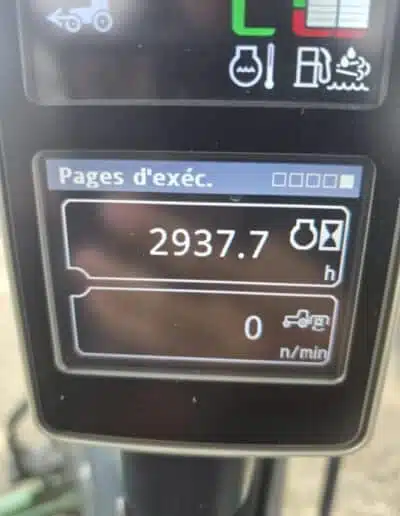 Pages d'exéc.
2937.7
h
0
n/min